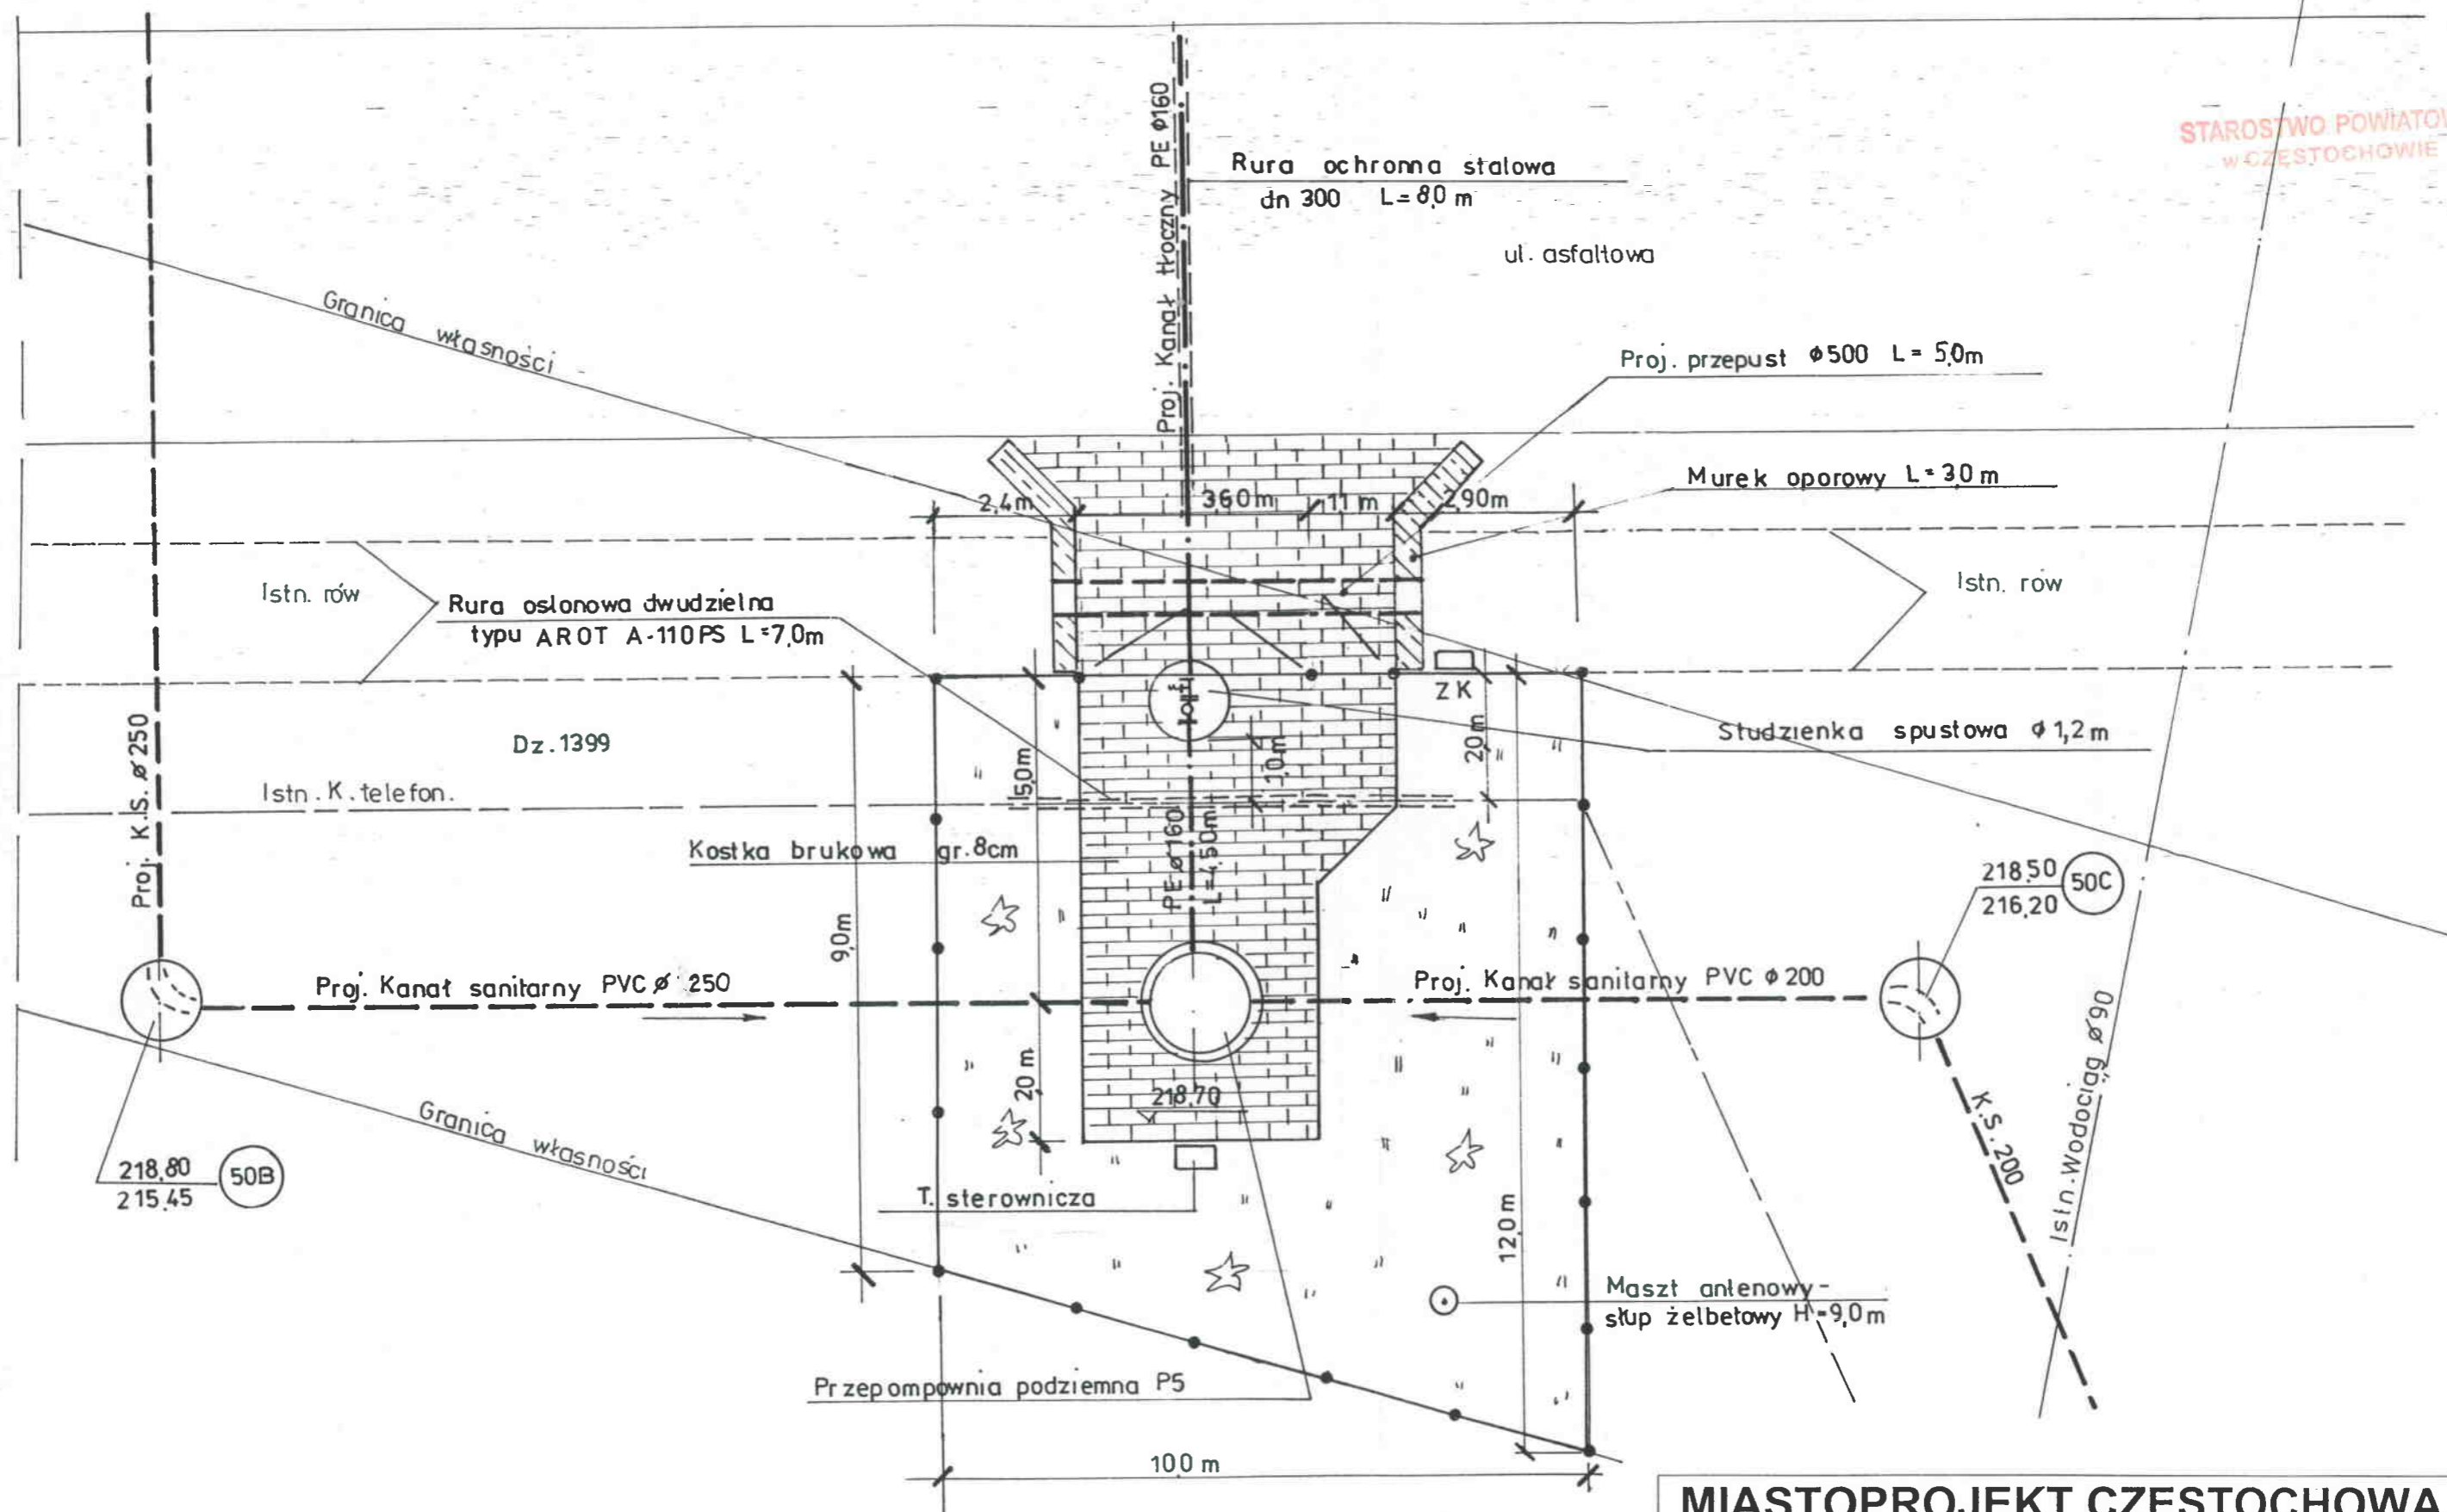 STAROSTWO POWIATOW
w CZĘSTOCHOWIE
Proj. Kanał tłoczny PE ϕ160
Rura ochronna stalowa
dn 300 L= 8,0 m
ul. asfaltowa
Granica własności
Proj. przepust ϕ500 L= 5,0m
Murek oporowy L= 3,0 m
2,4m
3,60m
1,1 m
2,90m
Istn. rów
Rura osłonowa dwudzielna
typu AROT A-110PS L=7,0m
Istn. rów
ZK
Studzienka spustowa ϕ 1,2 m
Proj. K.S. ϕ 250
Dz. 1399
5,0m
1,0m
2,0m
Istn. K. telefon.
Kostka brukowa gr. 8cm
PE ϕ 160
L=4,50m
9,0m
218,50
216,20
50C
Proj. Kanał sanitarny PVC ϕ 250
Proj. Kanał sanitarny PVC ϕ 200
2,0 m
218,70
Granica własności
218,80
215,45
50B
T. sterownicza
12,0m
K.S. 200
Istn. Wodociąg ϕ 90
Maszt antenowy -
słup żelbetowy H=9,0m
Przepompownia podziemna P5
10,0 m
MIASTOPROJEKT CZĘSTOCHOWA